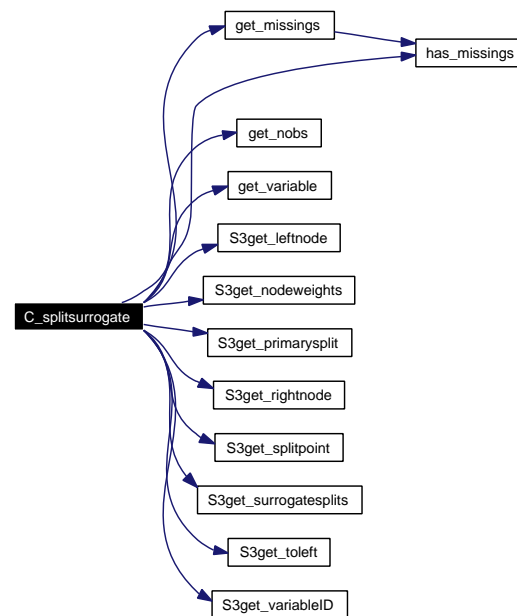 get_missings
has_missings
get_nobs
get_variable
S3get_leftnode
S3get_nodeweights
C_splitsurrogate
S3get_primarysplit
S3get_rightnode
S3get_splitpoint
S3get_surrogatesplits
S3get_toleft
S3get_variableID